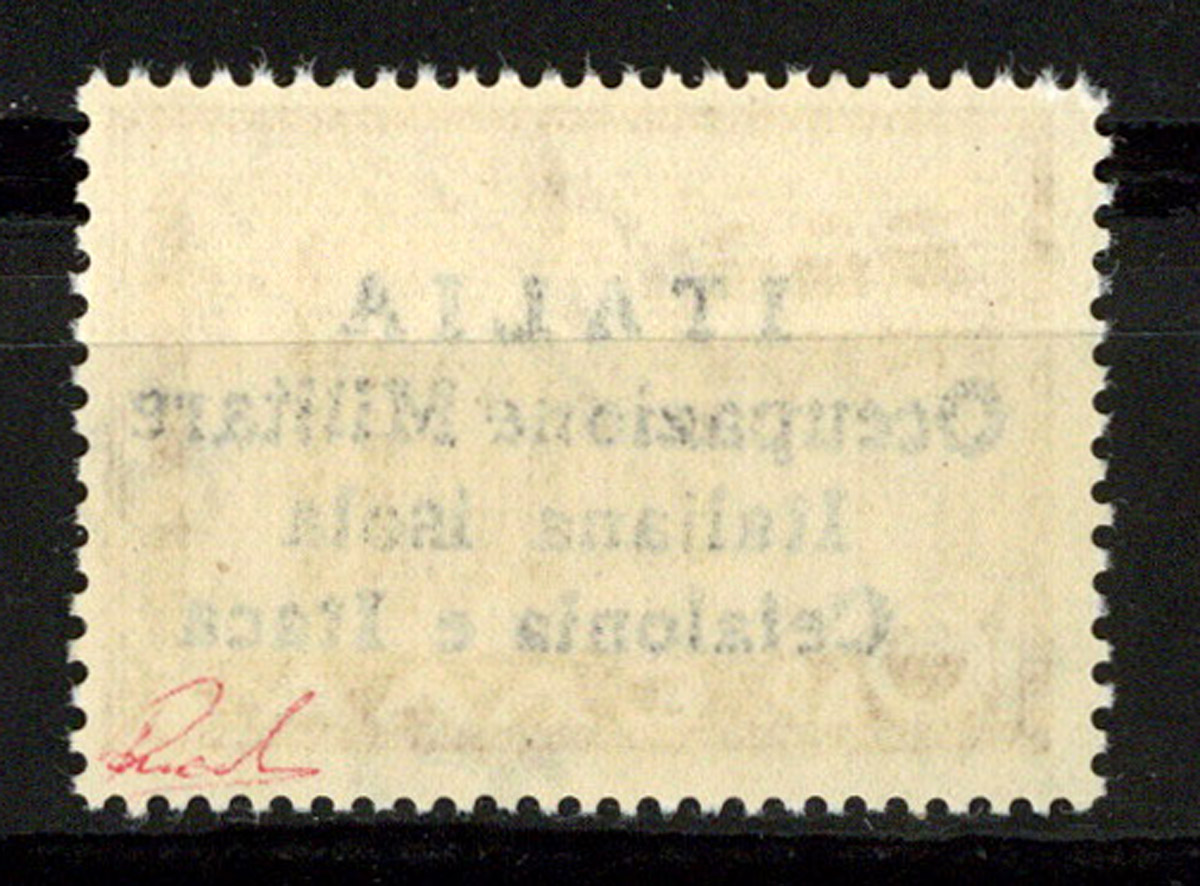 ITALIA
Occupazione Militare
Italiana isola
Cefalonia e Itaca